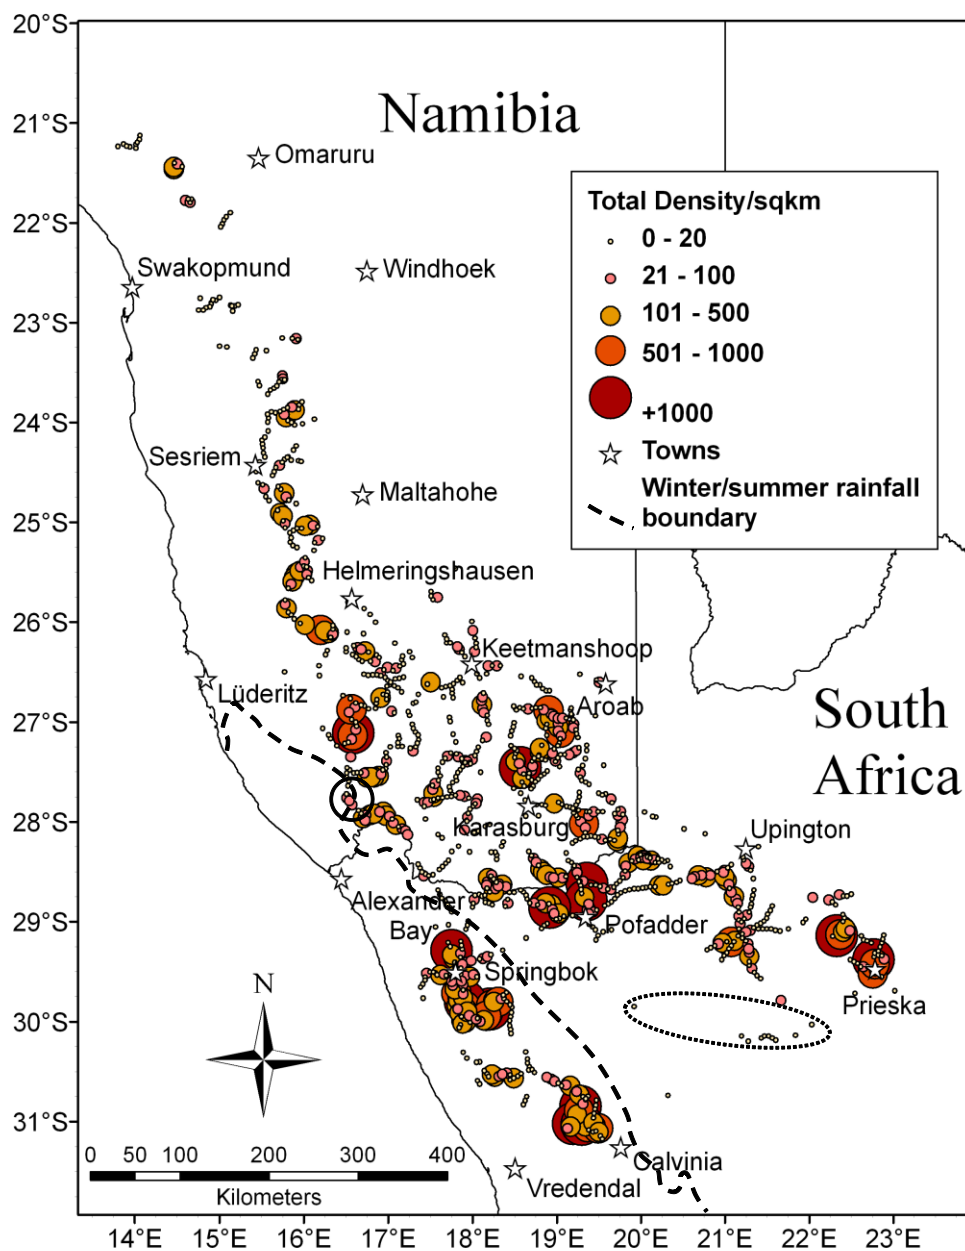 20°S
21°S
22°S
23°S
24°S
25°S
26°S
27°S
28°S
29°S
30°S
31°S
Namibia
Omaruru
Swakopmund
Windhoek
Total Density/sqkm
0 - 20
21 - 100
101 - 500
501 - 1000
+1000
Towns
Winter/summer rainfall
boundary
Sesriem
Maltahohe
Helmeringshausen
Keetmanshoop
Lüderitz
Aroab
South
Africa
Karasburg
Upington
Alexander
Bay
Pofadder
Springbok
Prieska
N
Calvinia
Vredendal
0 100 200 300 400
Kilometers
14°E 15°E 16°E 17°E 18°E 19°E 20°E 21°E 22°E 23°E